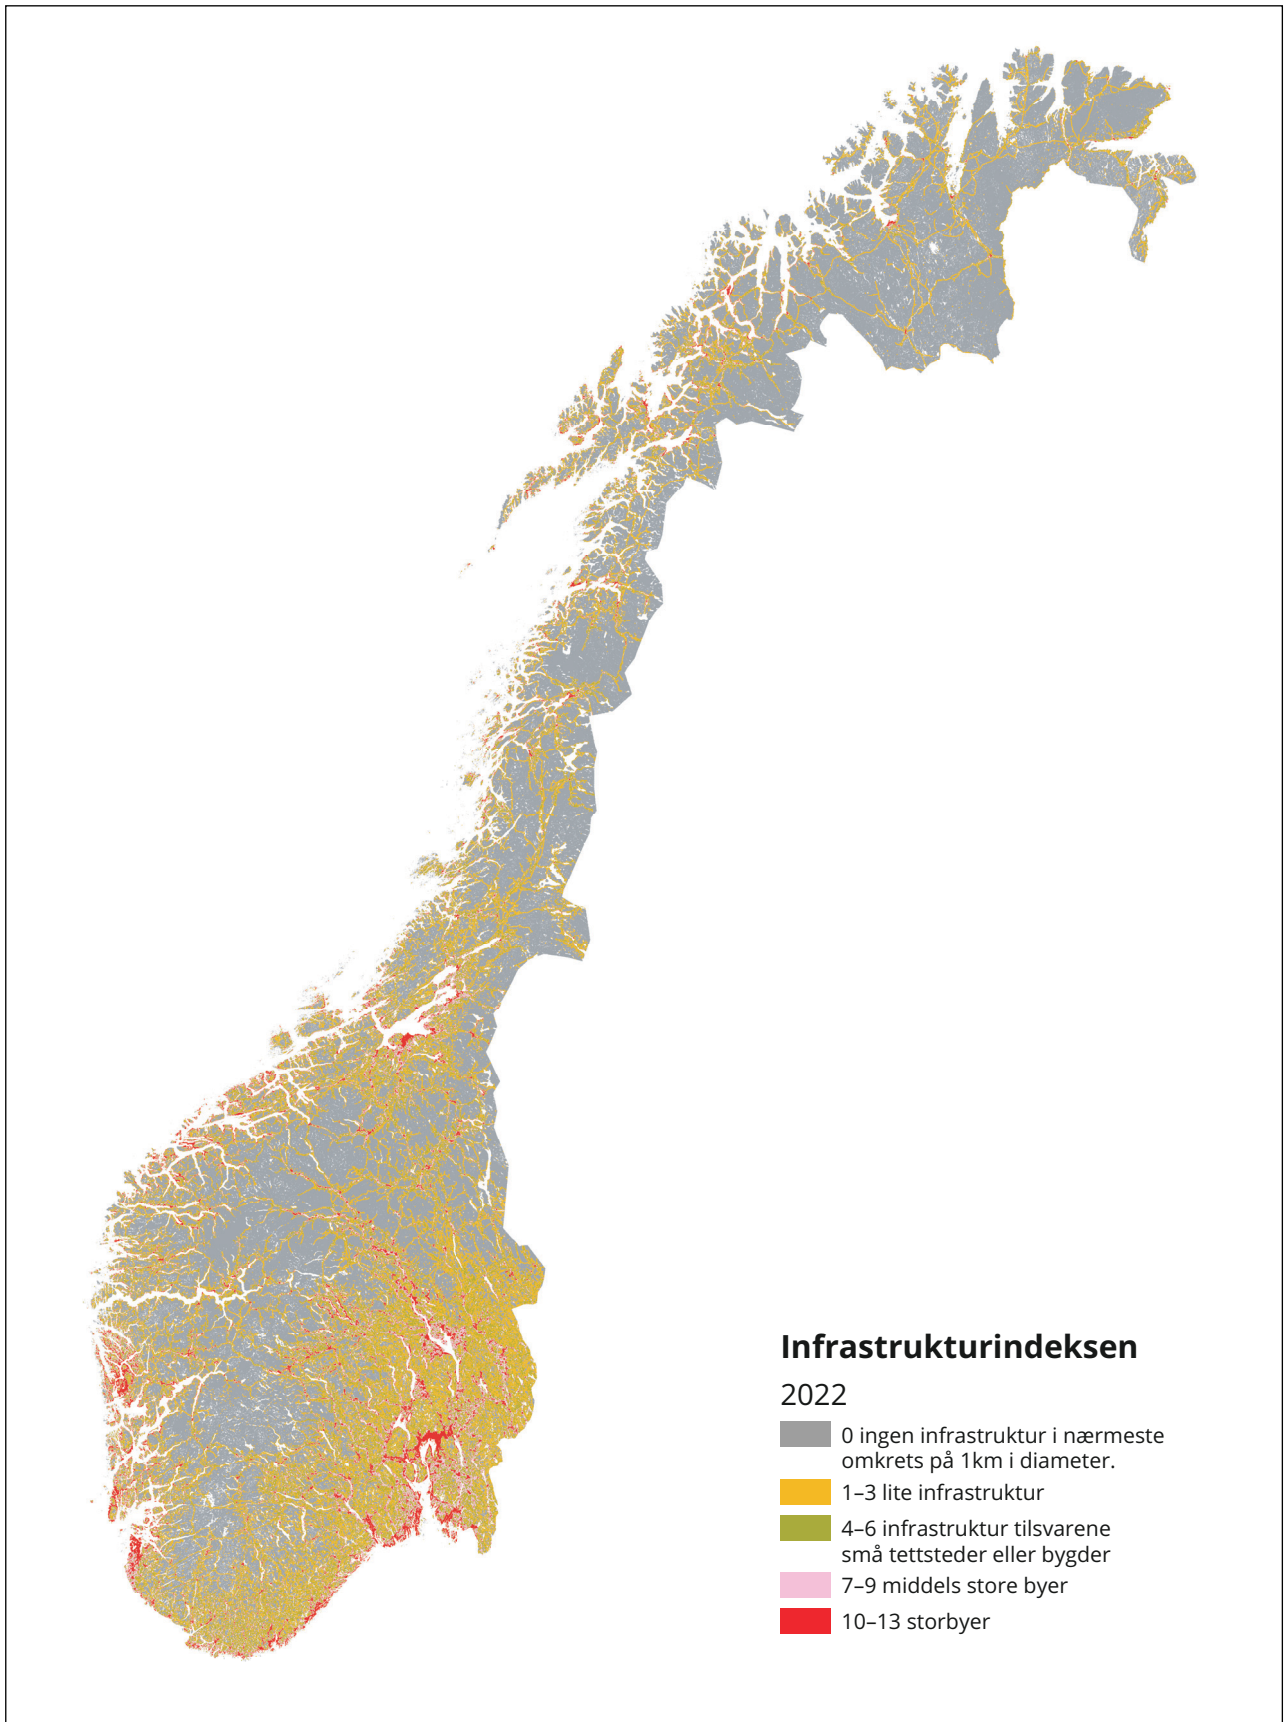 Infrastrukturindeksen
2022
0 ingen infrastruktur i nærmeste
omkrets på 1km i diameter.
1–3 lite infrastruktur
4–6 infrastruktur tilsvarene
små tettsteder eller bygder
7–9 middels store byer
10–13 storbyer